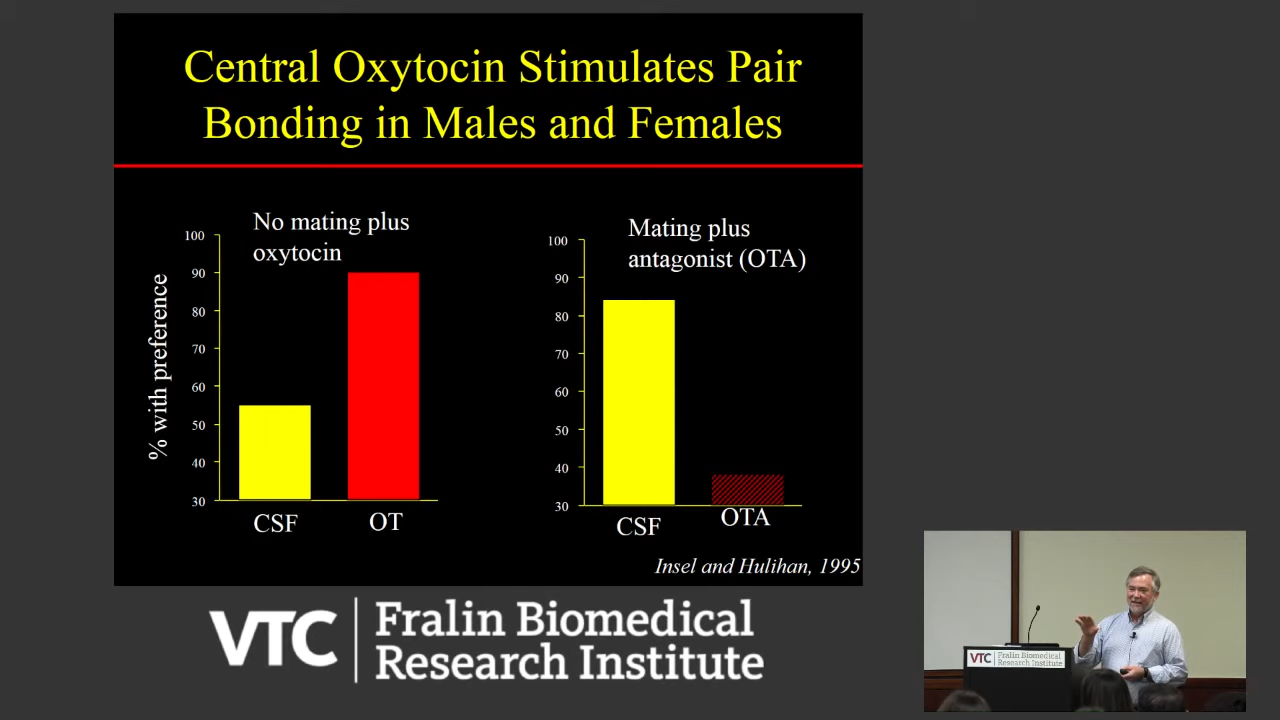 Central Oxytocin Stimulates Pair
Bonding in Males and Females
No mating plus
oxytocin
% with preference
100
90
80
70
60
50
40
30
CSF
OT
Mating plus
antagonist (OTA)
100
90
80
70
60
50
40
30
CSF
OTA
Insel and Hulihan, 1995
VTC
Fralin Biomedical
Research Institute
VTC
Fralin Biomedical
Research Institute